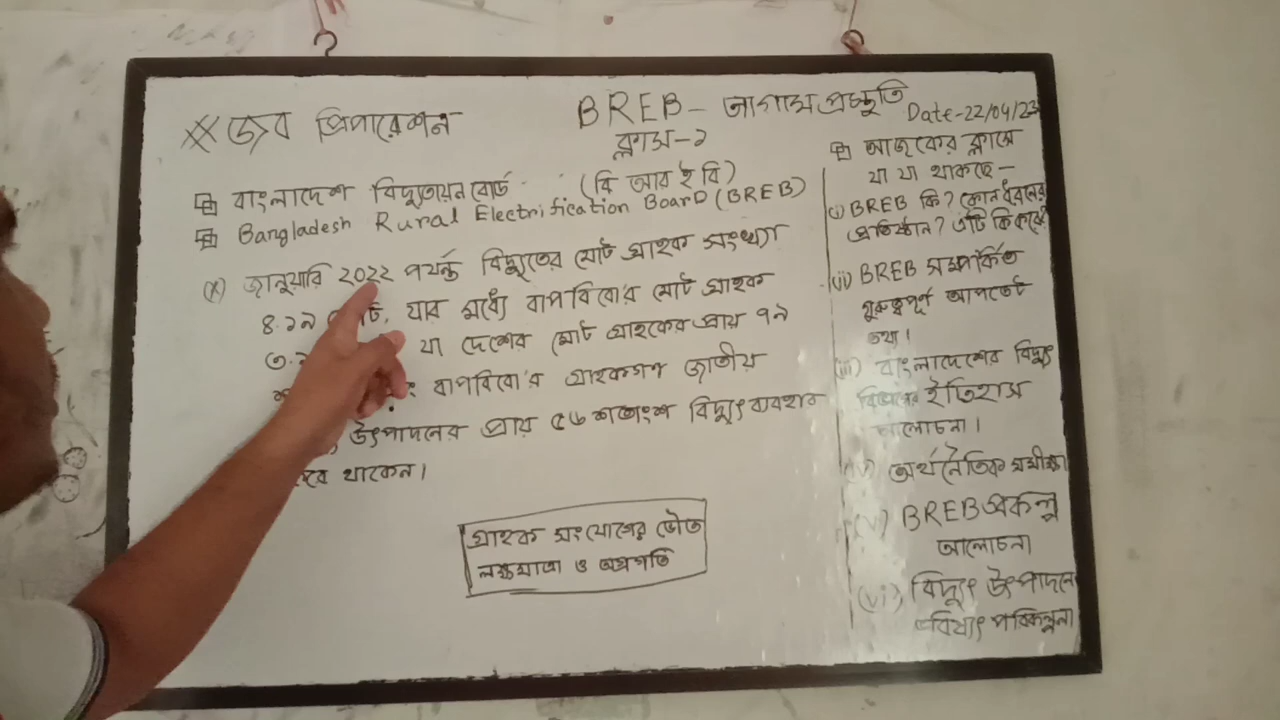 জব প্রিপারেশন
BREB - আগাম প্রস্তুতি
ক্লাস-১
Date-22/04/23
বাংলাদেশ বিদ্যুতায়ন বোর্ড (বি আর ই বি)
Bangladesh Rural Electrification Board (BREB)
(x) জানুয়ারি ২০২২ পর্যন্ত বিদ্যুতের মোট গ্রাহক সংখ্যা
৪.১৯ যার মধ্যে বাপবিবো'র মোট গ্রাহক
যা দেশের মোট গ্রাহকের প্রায় ৭৯
বাপবিবো'র গ্রাহকগণ জাতীয়
উৎপাদনের প্রায় ৫৬ শতাংশ বিদ্যুৎ ব্যবহার
থাকেন।
গ্রাহক সংযোগের ভৌত
লক্ষ্যমাত্রা ও অগ্রগতি
আজকের ক্লাসে
যা যা থাকছে -
(i) BREB কি? কোন ধরনের
প্রতিষ্ঠান? এটি কি করে?
(ii) BREB সম্পর্কিত
গুরুত্বপূর্ণ আপডেট
তথ্য।
(iii) বাংলাদেশের বিদ্যুৎ
ইতিহাস
আলোচনা।
অর্থনৈতিক সমীক্ষা
(v) BREB প্রকল্প
আলোচনা
(vi) বিদ্যুৎ উৎপাদনে
ভবিষ্যৎ পরিকল্পনা